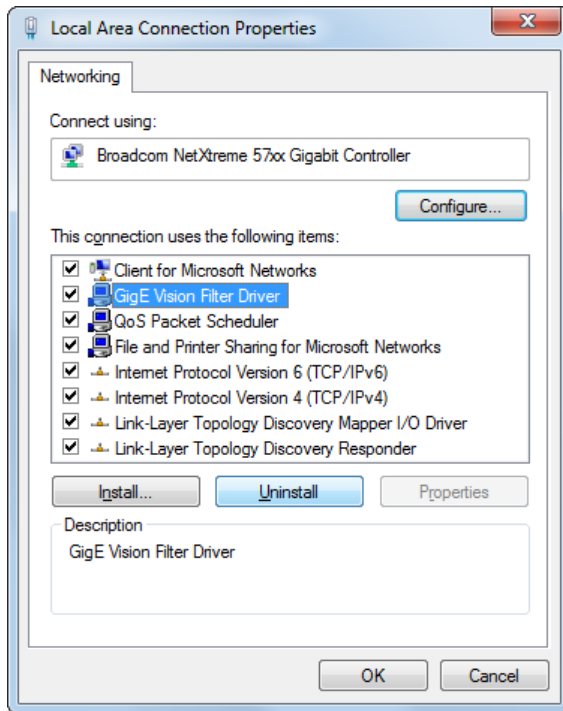 Local Area Connection Properties
Networking
Connect using:
Broadcom NetXtreme 57xx Gigabit Controller
Configure...
This connection uses the following items:
Client for Microsoft Networks
GigE Vision Filter Driver
QoS Packet Scheduler
File and Printer Sharing for Microsoft Networks
Internet Protocol Version 6 (TCP/IPv6)
Internet Protocol Version 4 (TCP/IPv4)
Link-Layer Topology Discovery Mapper I/O Driver
Link-Layer Topology Discovery Responder
Install... Uninstall Properties
Description
GigE Vision Filter Driver
OK Cancel